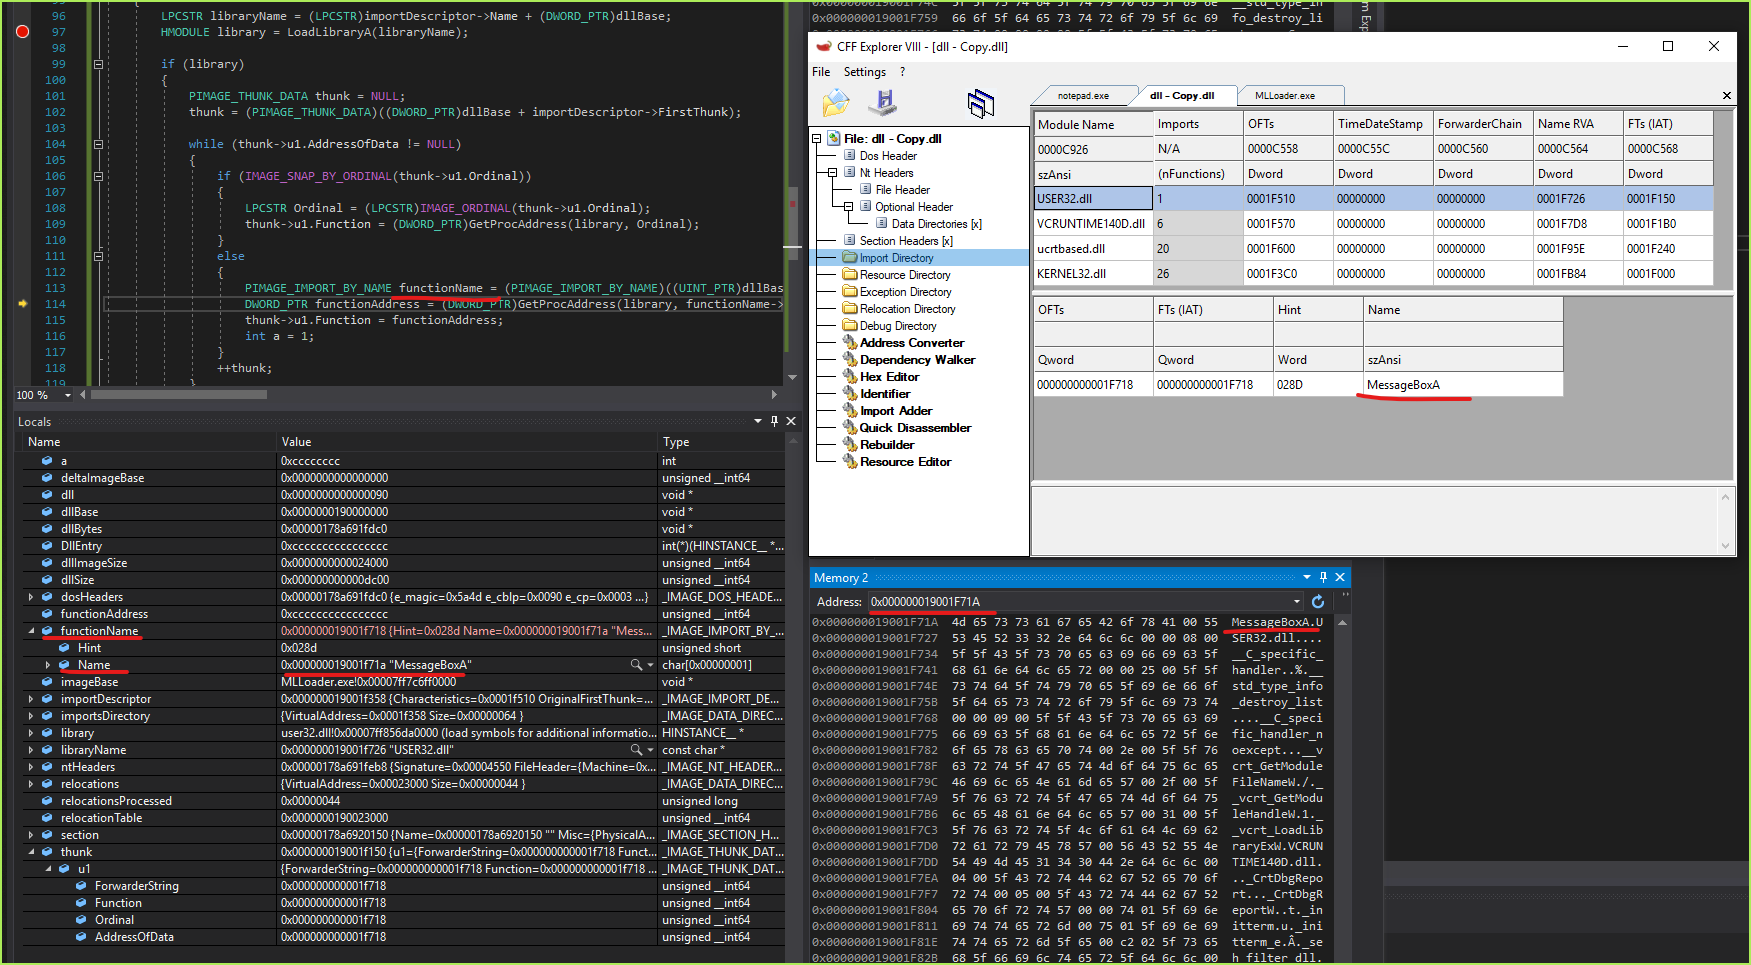 95 {
96 LPCSTR libraryName = (LPCSTR)importDescriptor->Name + (DWORD_PTR)dllBase;
97 HMODULE library = LoadLibraryA(libraryName);
98
99 if (library)
100 {
101 PIMAGE_THUNK_DATA thunk = NULL;
102 thunk = (PIMAGE_THUNK_DATA)((DWORD_PTR)dllBase + importDescriptor->FirstThunk);
103
104 while (thunk->u1.AddressOfData != NULL)
105 {
106 if (IMAGE_SNAP_BY_ORDINAL(thunk->u1.Ordinal))
107 {
108 LPCSTR Ordinal = (LPCSTR)IMAGE_ORDINAL(thunk->u1.Ordinal);
109 thunk->u1.Function = (DWORD_PTR)GetProcAddress(library, Ordinal);
110 }
111 else
112 {
113 PIMAGE_IMPORT_BY_NAME functionName = (PIMAGE_IMPORT_BY_NAME)((UINT_PTR)dllBas
114 DWORD_PTR functionAddress = (DWORD_PTR)GetProcAddress(library, functionName->
115 thunk->u1.Function = functionAddress;
116 int a = 1;
117 }
118 ++thunk;
119 }
100 %
Locals
Name Value Type
a 0xcccccccc int
deltaImageBase 0x0000000000000000 unsigned __int64
dll 0x0000000000000090 void *
dllBase 0x0000000190000000 void *
dllBytes 0x00000178a691fdc0 void *
DllEntry 0xcccccccccccccccc int(*)(HINSTANCE__ *...
dllImageSize 0x0000000000024000 unsigned __int64
dllSize 0x000000000000dc00 unsigned __int64
dosHeaders 0x00000178a691fdc0 {e_magic=0x5a4d e_cblp=0x0090 e_cp=0x0003 ...} _IMAGE_DOS_HEADE...
functionAddress 0xcccccccccccccccc unsigned __int64
functionName 0x000000019001f718 {Hint=0x028d Name=0x000000019001f71a "Mess... _IMAGE_IMPORT_BY_...
Hint 0x028d unsigned short
Name 0x000000019001f71a "MessageBoxA" char[0x00000001]
imageBase MLLoader.exe!0x00007ff7c6ff0000 void *
importDescriptor 0x000000019001f358 {Characteristics=0x0001f510 OriginalFirstThunk=... _IMAGE_IMPORT_DE...
importsDirectory {VirtualAddress=0x0001f358 Size=0x00000064 } _IMAGE_DATA_DIREC...
library user32.dll!0x00007ff856da0000 (load symbols for additional informatio... HINSTANCE__ *
libraryName 0x000000019001f726 "USER32.dll" const char *
ntHeaders 0x00000178a691feb8 {Signature=0x00004550 FileHeader={Machine=0x... _IMAGE_NT_HEADER...
relocations {VirtualAddress=0x00023000 Size=0x00000044 } _IMAGE_DATA_DIREC...
relocationsProcessed 0x00000044 unsigned long
relocationTable 0x0000000190023000 unsigned __int64
section 0x00000178a6920150 {Name=0x00000178a6920150 "" Misc={PhysicalA... _IMAGE_SECTION_H...
thunk 0x000000019001f150 {u1={ForwarderString=0x000000000001f718 Funct... _IMAGE_THUNK_DAT...
u1 {ForwarderString=0x000000000001f718 Function=0x000000000001f718 ... _IMAGE_THUNK_DAT...
ForwarderString 0x000000000001f718 unsigned __int64
Function 0x000000000001f718 unsigned __int64
Ordinal 0x000000000001f718 unsigned __int64
AddressOfData 0x000000000001f718 unsigned __int64
0x000000019001F759 66 6f 5f 64 65 73 74 72 6f 79 5f 6c 69 fo_destroy_li
CFF Explorer VIII - [dll - Copy.dll]
File Settings ?
notepad.exe dll - Copy.dll MLLoader.exe
File: dll - Copy.dll
Dos Header
Nt Headers
File Header
Optional Header
Data Directories [x]
Section Headers [x]
Import Directory
Resource Directory
Exception Directory
Relocation Directory
Debug Directory
Address Converter
Dependency Walker
Hex Editor
Identifier
Import Adder
Quick Disassembler
Rebuilder
Resource Editor
Module Name Imports OFTs TimeDateStamp ForwarderChain Name RVA FTs (IAT)
0000C926 N/A 0000C558 0000C55C 0000C560 0000C564 0000C568
szAnsi (nFunctions) Dword Dword Dword Dword Dword
USER32.dll 1 0001F510 00000000 00000000 0001F726 0001F150
VCRUNTIME140D.dll 6 0001F570 00000000 00000000 0001F7D8 0001F1B0
ucrtbased.dll 20 0001F600 00000000 00000000 0001F95E 0001F240
KERNEL32.dll 26 0001F3C0 00000000 00000000 0001FB84 0001F000
OFTs FTs (IAT) Hint Name
Qword Qword Word szAnsi
000000000001F718 000000000001F718 028D MessageBoxA
Memory 2
Address: 0x000000019001F71A
0x000000019001F71A 4d 65 73 73 61 67 65 42 6f 78 41 00 55 MessageBoxA.U
0x000000019001F727 53 45 52 33 32 2e 64 6c 6c 00 00 08 00 SER32.dll....
0x000000019001F734 5f 5f 43 5f 73 70 65 63 69 66 69 63 5f __C_specific_
0x000000019001F741 68 61 6e 64 6c 65 72 00 00 25 00 5f 5f handler..%.__
0x000000019001F74E 73 74 64 5f 74 79 70 65 5f 69 6e 66 6f std_type_info
0x000000019001F75B 5f 64 65 73 74 72 6f 79 5f 6c 69 73 74 _destroy_list
0x000000019001F768 00 00 09 00 5f 5f 43 5f 73 70 65 63 69 ....__C_speci
0x000000019001F775 66 69 63 5f 68 61 6e 64 6c 65 72 5f 6e fic_handler_n
0x000000019001F782 6f 65 78 63 65 70 74 00 2e 00 5f 5f 76 oexcept...__v
0x000000019001F78F 63 72 74 5f 47 65 74 4d 6f 64 75 6c 65 crt_GetModule
0x000000019001F79C 46 69 6c 65 4e 61 6d 65 57 00 2f 00 5f FileNameW./._
0x000000019001F7A9 5f 76 63 72 74 5f 47 65 74 4d 6f 64 75 _vcrt_GetModu
0x000000019001F7B6 6c 65 48 61 6e 64 6c 65 57 00 31 00 5f leHandleW.1._
0x000000019001F7C3 5f 76 63 72 74 5f 4c 6f 61 64 4c 69 62 _vcrt_LoadLib
0x000000019001F7D0 72 61 72 79 45 78 57 00 56 43 52 55 4e raryExW.VCRUN
0x000000019001F7DD 54 49 4d 45 31 34 30 44 2e 64 6c 6c 00 TIME140D.dll.
0x000000019001F7EA 04 00 5f 43 72 74 44 62 67 52 65 70 6f .._CrtDbgRepo
0x000000019001F7F7 72 74 00 05 00 5f 43 72 74 44 62 67 52 rt..._CrtDbgR
0x000000019001F804 65 70 6f 72 74 57 00 00 74 01 5f 69 6e eportW..t._in
0x000000019001F811 69 74 74 65 72 6d 00 75 01 5f 69 6e 69 itterm.u._ini
0x000000019001F81E 74 74 65 72 6d 5f 65 00 c2 02 5f 73 65 tterm_e.Â._se
0x000000019001F82B 68 5f 66 69 6c 74 65 72 5f 64 6c 6c 00 h_filter_dll.